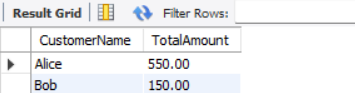 Result Grid Filter Rows:
CustomerName TotalAmount
Alice 550.00
Bob 150.00